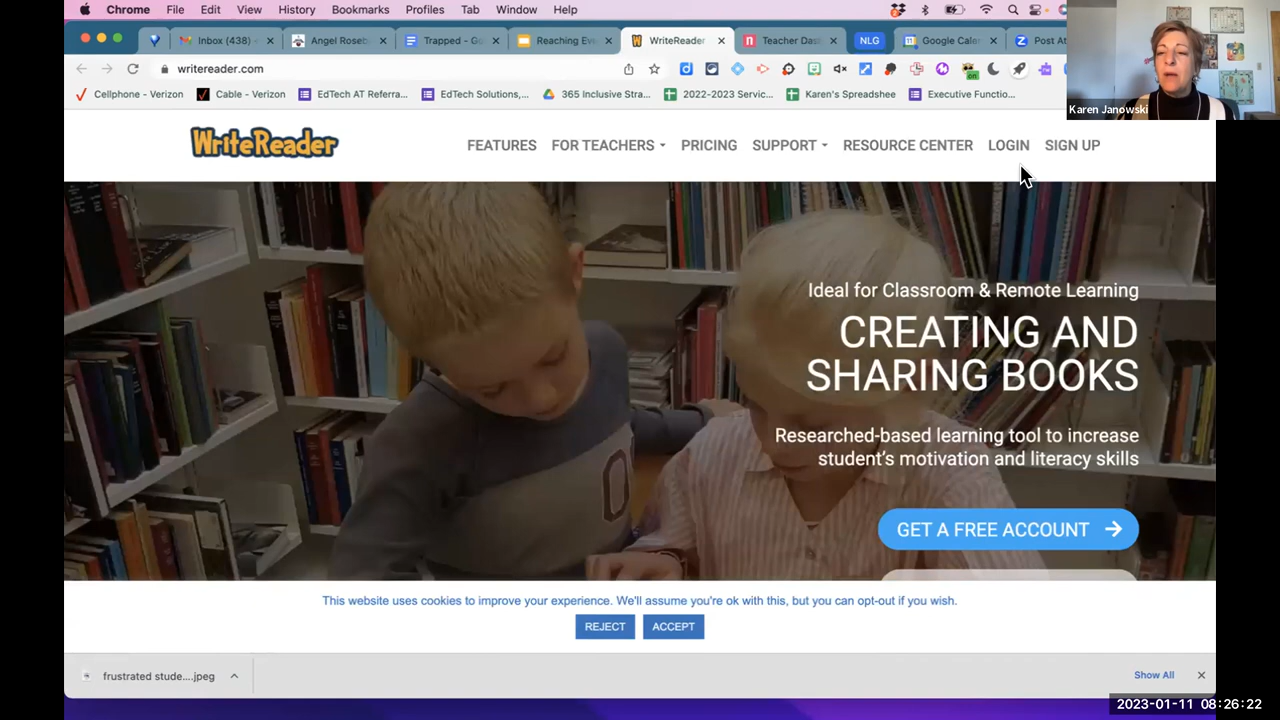 Chrome File Edit View History Bookmarks Profiles Tab Window Help
Inbox (438) - Angel Roseb Trapped - Go Reaching Eve WriteReader Teacher Das NLG Google Cale Post At
writereader.com
on
Cellphone - Verizon Cable - Verizon EdTech AT Referra... EdTech Solutions,... 365 Inclusive Stra... 2022-2023 Servic... Karen's Spreadshee Executive Functio...
Karen Janowski
WriteReader FEATURES FOR TEACHERS PRICING SUPPORT RESOURCE CENTER LOGIN SIGN UP
Ideal for Classroom & Remote Learning
CREATING AND
SHARING BOOKS
Researched-based learning tool to increase
student's motivation and literacy skills
GET A FREE ACCOUNT
This website uses cookies to improve your experience. We'll assume you're ok with this, but you can opt-out if you wish.
REJECT ACCEPT
frustrated stude....jpeg Show All
2023-01-11 08:26:22